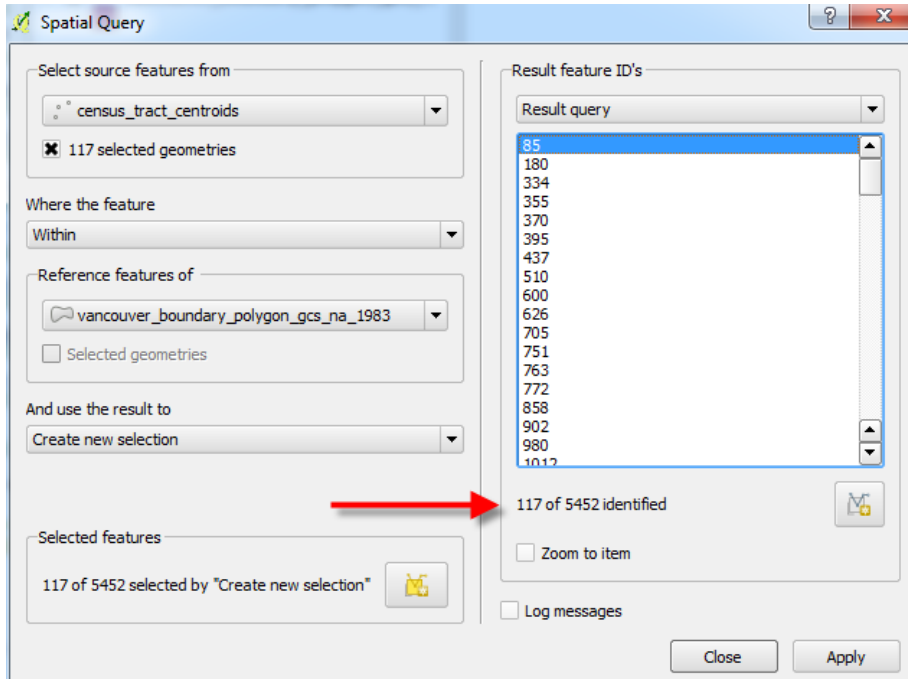 Spatial Query
Select source features from
census_tract_centroids
117 selected geometries
Where the feature
Within
Reference features of
vancouver_boundary_polygon_gcs_na_1983
Selected geometries
And use the result to
Create new selection
Selected features
117 of 5452 selected by "Create new selection"
Result feature ID's
Result query
85
180
334
355
370
395
437
510
600
626
705
751
763
772
858
902
980
1012
117 of 5452 identified
Zoom to item
Log messages
Close
Apply